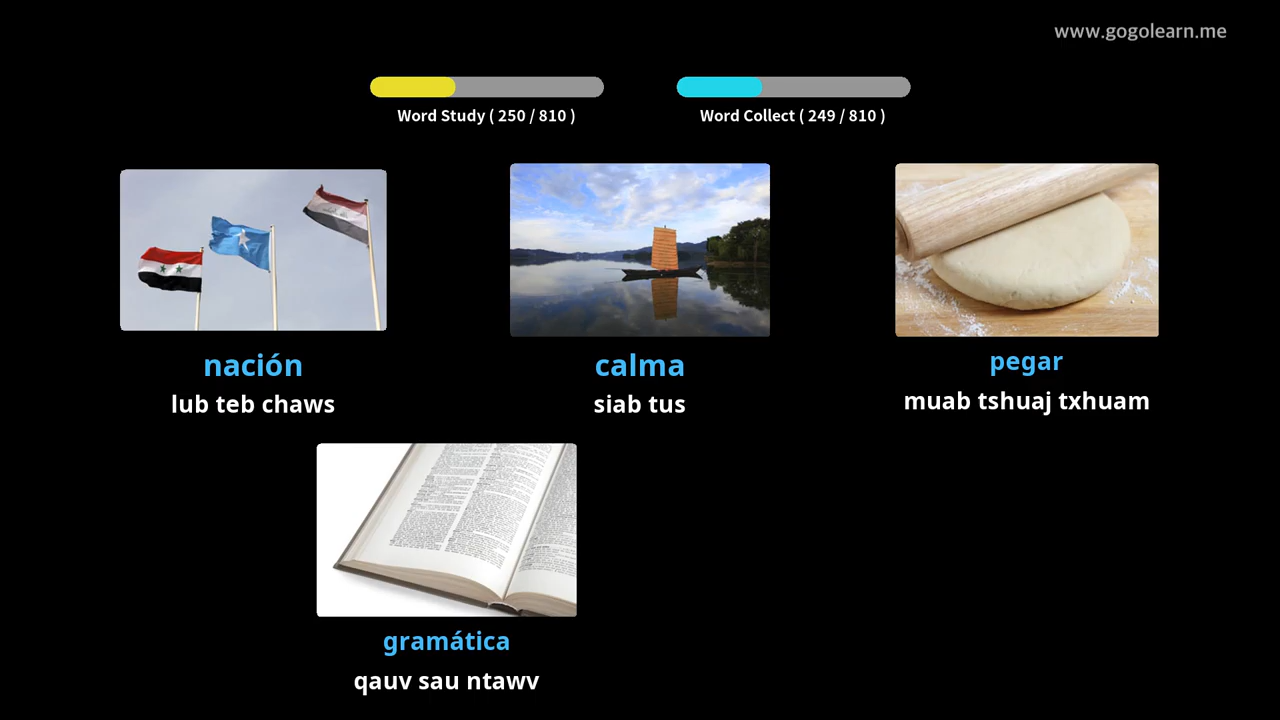 www.gogolearn.me
Word Study ( 250 / 810 )
Word Collect ( 249 / 810 )
nación
lub teb chaws
calma
siab tus
pegar
muab tshuaj txhuam
gramática
qauv sau ntawv